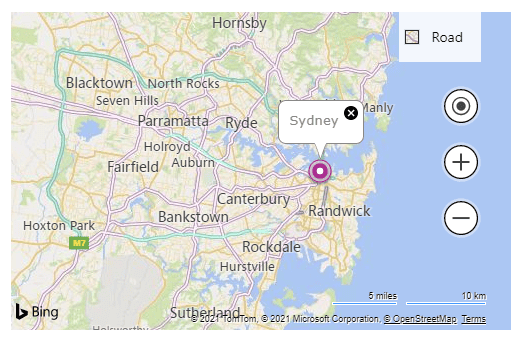 Hornsby
Road
Blacktown
North Rocks
Seven Hills
Manly
Parramatta
Ryde
Sydney
Holroyd
Auburn
Fairfield
Canterbury
Randwick
Bankstown
Hoxton Park
M7
Rockdale
Hurstville
5 miles
10 km
Bing
Sutherland
Holsworthy
© 2021 TomTom, © 2021 Microsoft Corporation, © OpenStreetMap Terms